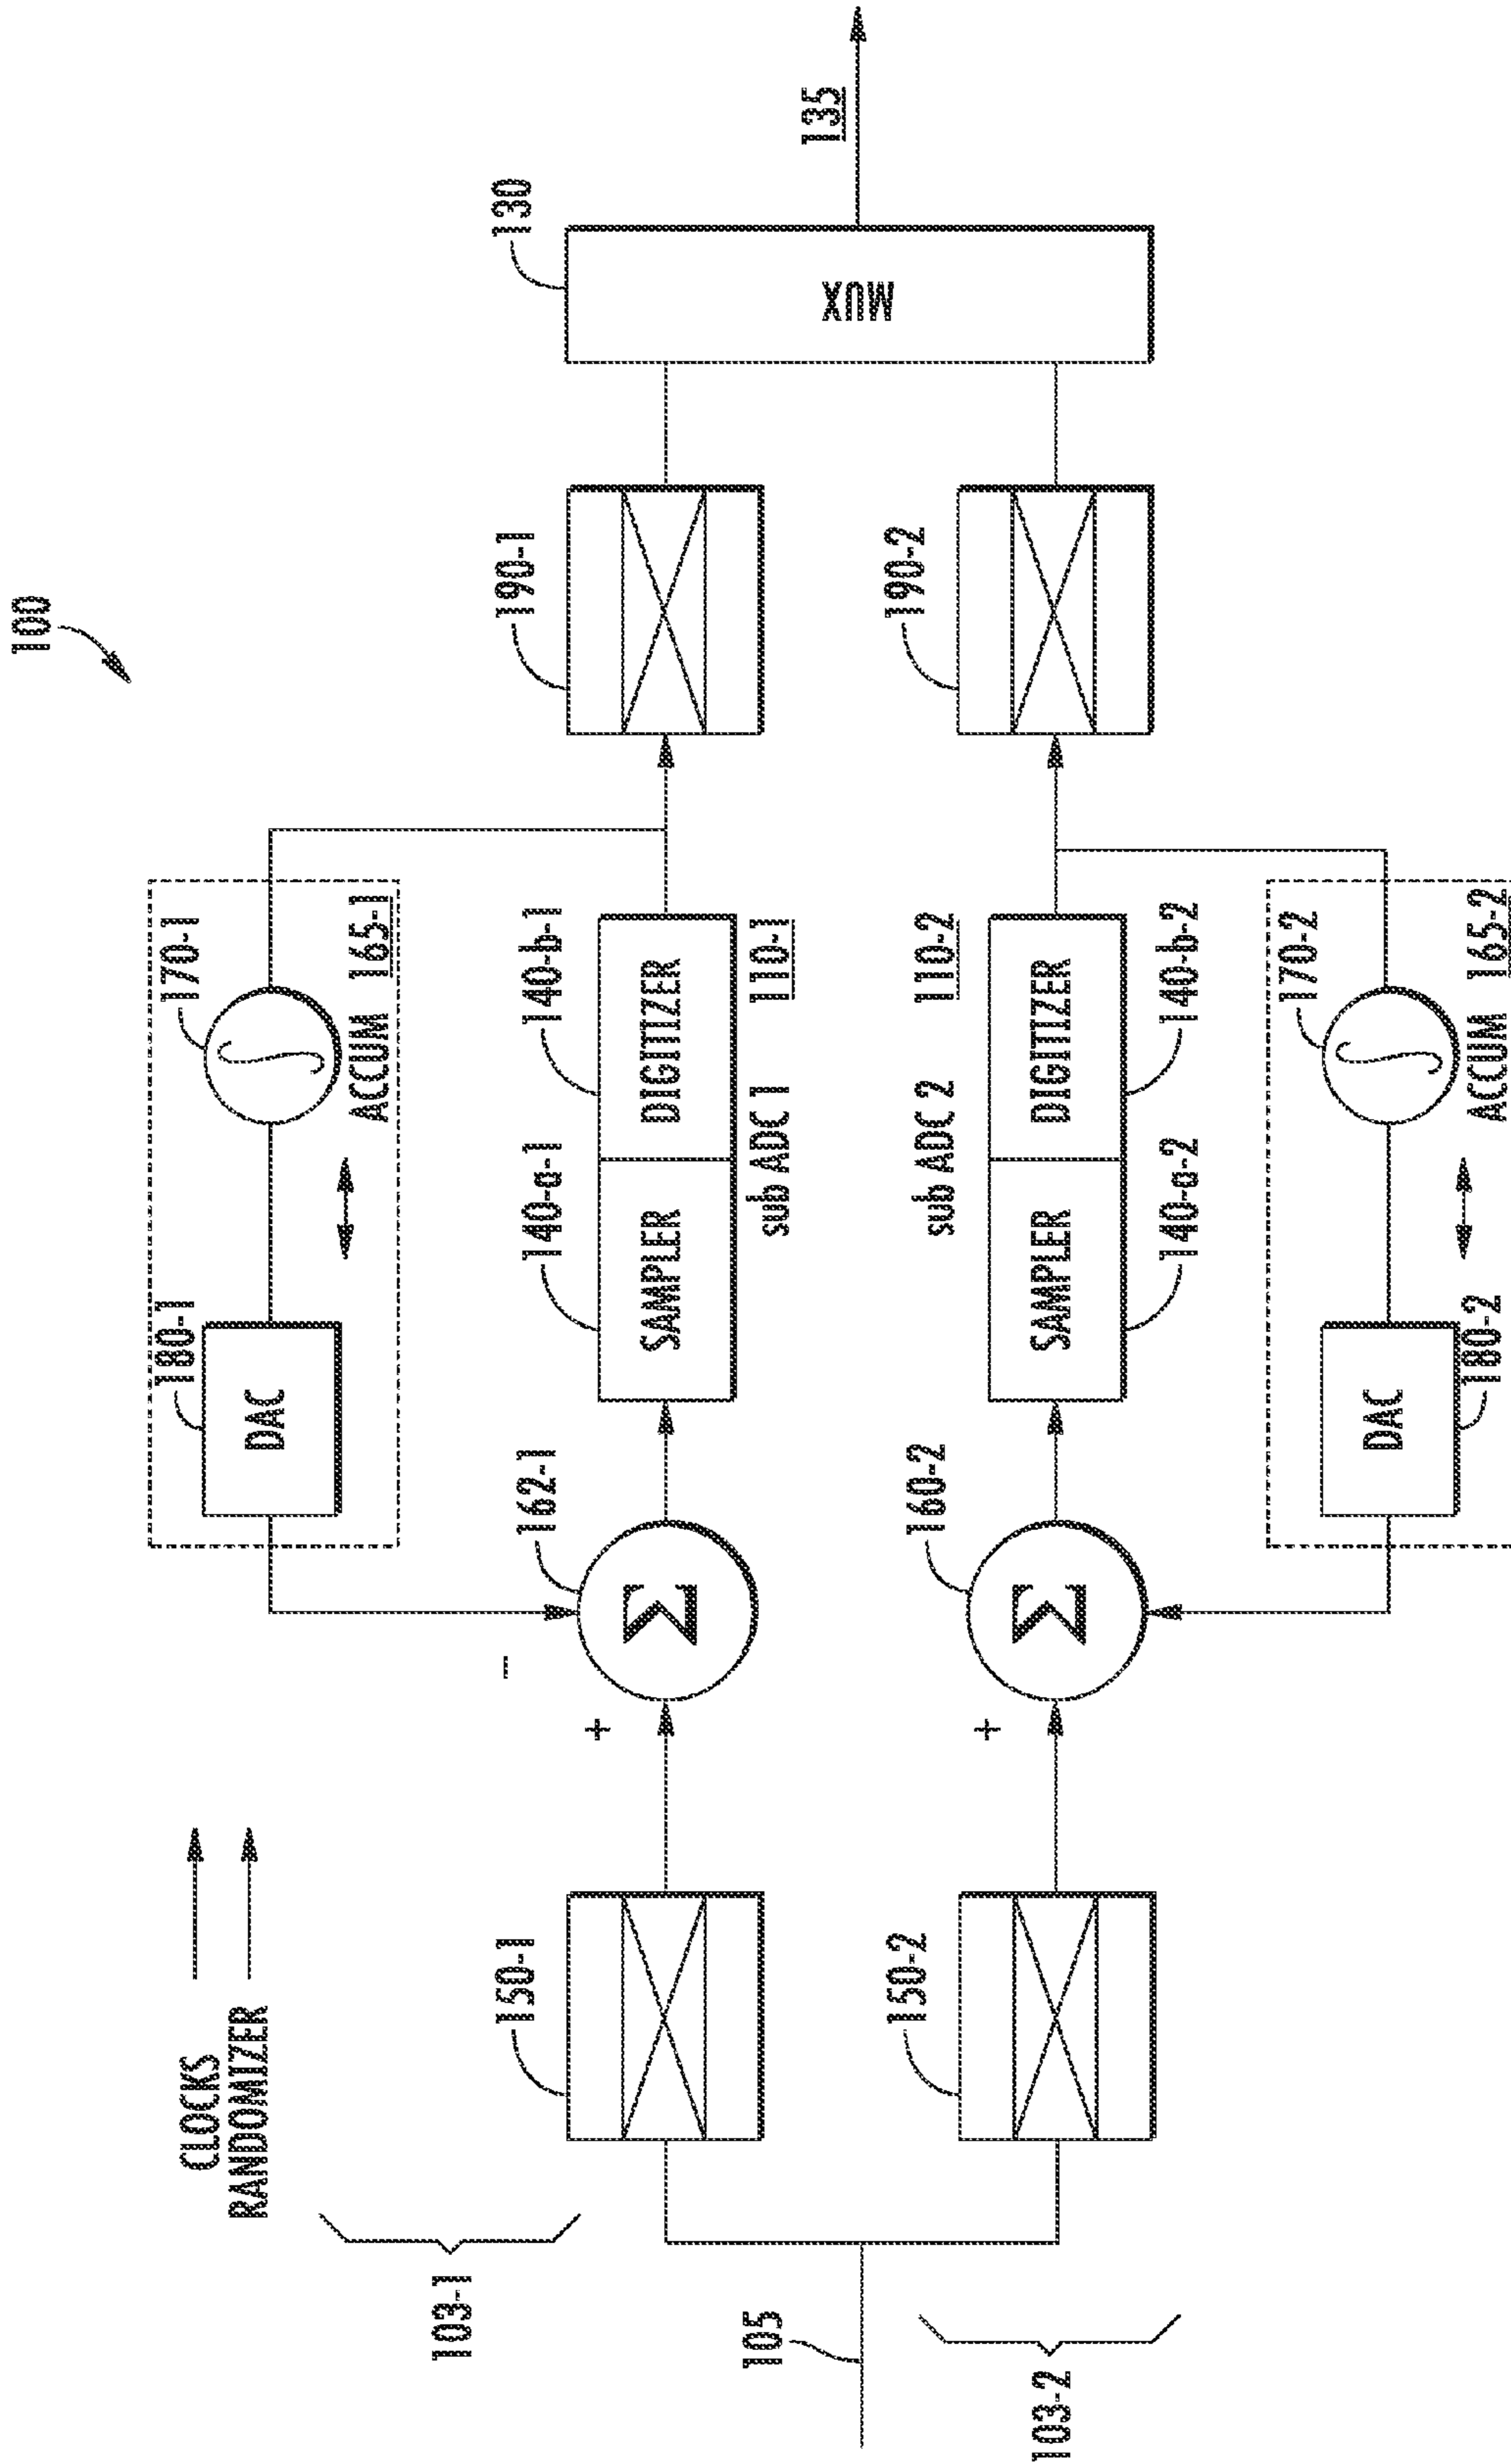 100
CLOCKS
RANDOMIZER
103-1
180-1
DAC
170-1
ACCUM 165-1
150-1
+
−
162-1
Σ
140-a-1
SAMPLER
140-b-1
DIGITIZER
sub ADC 1
110-1
190-1
130
MUX
135
105
103-2
150-2
+
160-2
Σ
sub ADC 2
110-2
SAMPLER
DIGITIZER
140-a-2
140-b-2
190-2
170-2
∫
∫
DAC
180-2
ACCUM 165-2